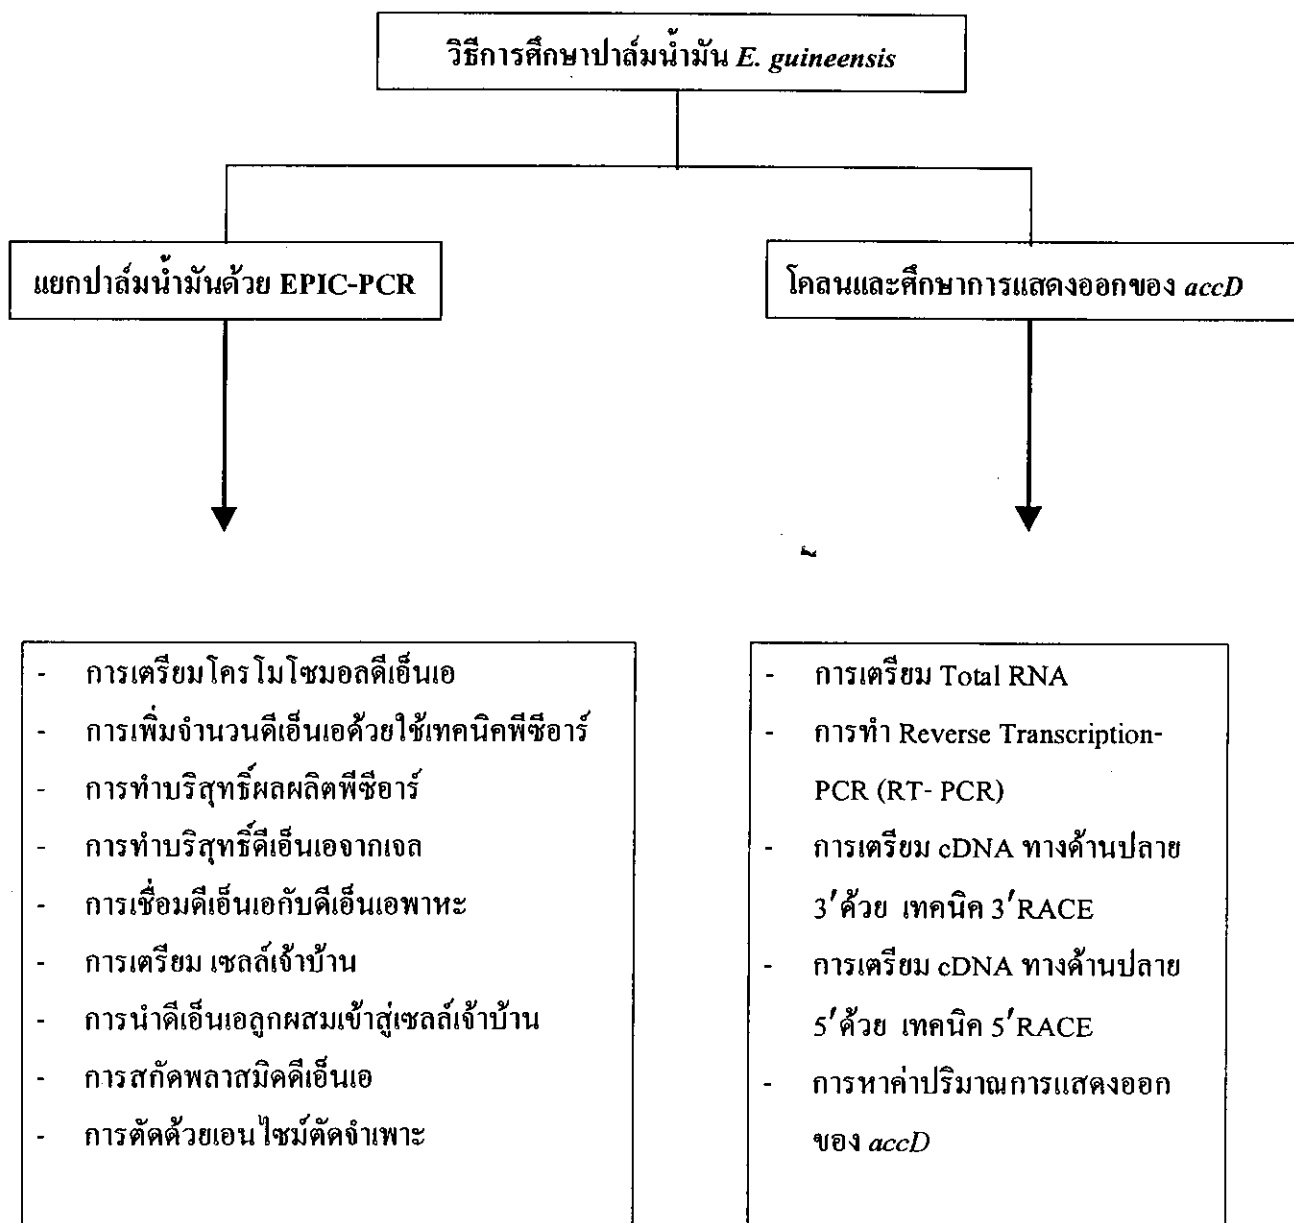 วิธีการศึกษาปาล์มน้ำมัน E. guineensis
แยกปาล์มน้ำมันด้วย EPIC-PCR
โคลนและศึกษาการแสดงออกของ accD
- การเตรียมโครโมโซมอลดีเอ็นเอ
- การเพิ่มจำนวนดีเอ็นเอด้วยใช้เทคนิคพีซีอาร์
- การทำบริสุทธิ์ผลผลิตพีซีอาร์
- การทำบริสุทธิ์ดีเอ็นเอจากเจล
- การเชื่อมดีเอ็นเอกับดีเอ็นเอพาหะ
- การเตรียม เซลล์เจ้าบ้าน
- การนำดีเอ็นเอลูกผสมเข้าสู่เซลล์เจ้าบ้าน
- การสกัดพลาสมิดดีเอ็นเอ
- การตัดด้วยเอนไซม์ตัดจำเพาะ
- การเตรียม Total RNA
- การทำ Reverse Transcription-
PCR (RT- PCR)
- การเตรียม cDNA ทางด้านปลาย
3′ด้วย เทคนิค 3′RACE
- การเตรียม cDNA ทางด้านปลาย
5′ด้วย เทคนิค 5′RACE
- การหาค่าปริมาณการแสดงออก
ของ accD